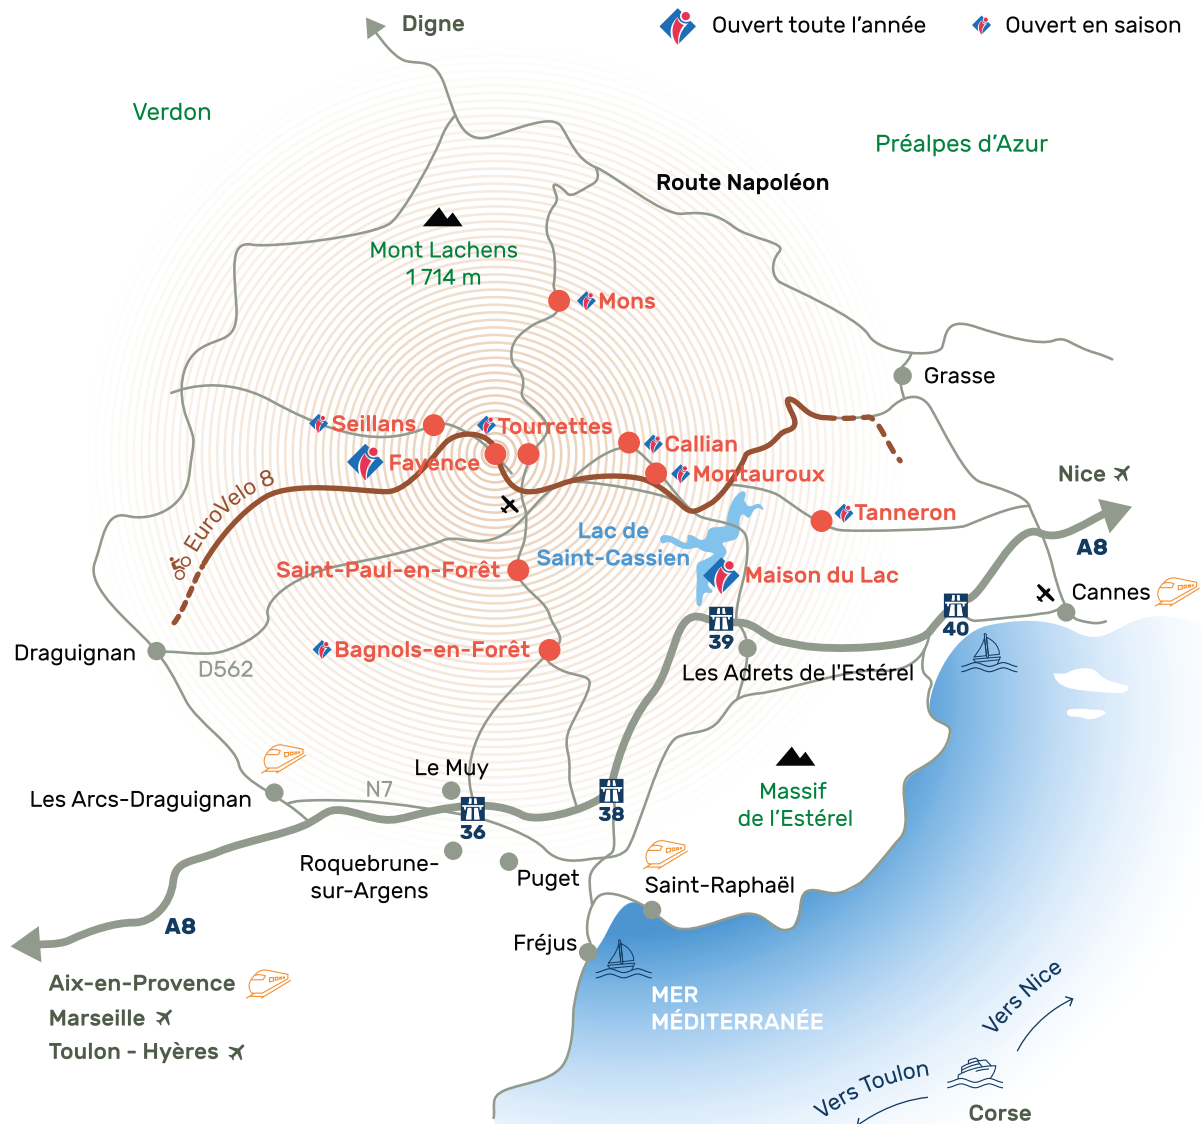 Digne
Ouvert toute l'année
Ouvert en saison
Verdon
Préalpes d'Azur
Route Napoléon
Mont Lachens
1 714 m
Mons
Grasse
Seillans
Tourrettes
Callian
Fayence
Montauroux
Nice
EuroVelo 8
Tanneron
Lac de
Saint-Cassien
A8
Saint-Paul-en-Forêt
Maison du Lac
Cannes
39
40
Draguignan
D562
Bagnols-en-Forêt
Les Adrets de l'Estérel
Le Muy
N7
Les Arcs-Draguignan
36
38
Massif
de l'Estérel
Roquebrune-
sur-Argens
Puget
Saint-Raphaël
A8
Fréjus
Aix-en-Provence
Marseille
Toulon - Hyères
MER
MÉDITERRANÉE
Vers Nice
Vers Toulon
Corse